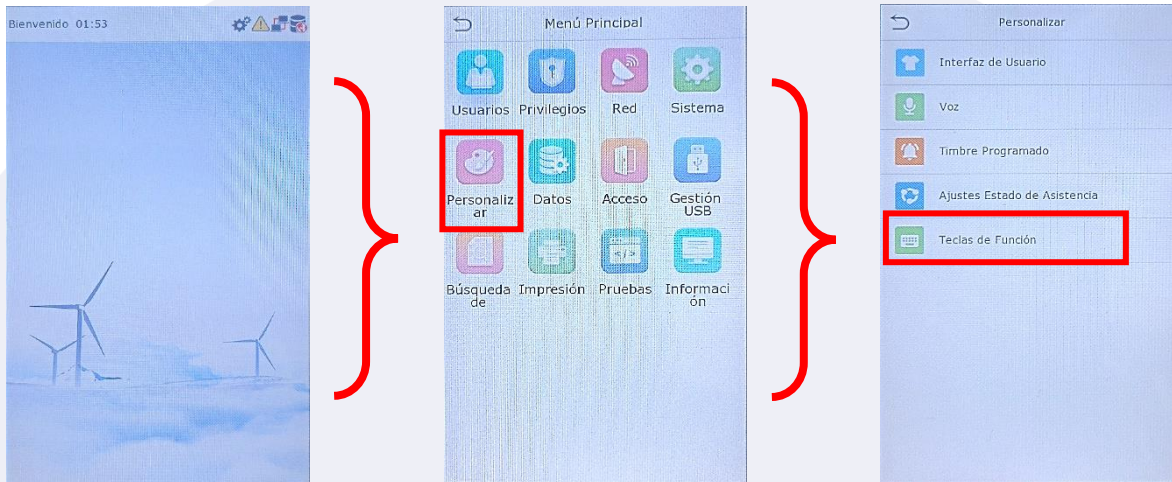 Bienvenido 01:53
Menú Principal
Usuarios Privilegios Red Sistema
Personaliz
ar
Datos Acceso Gestión
USB
Búsqueda
de
Impresión Pruebas Informaci
ón
Personalizar
Interfaz de Usuario
Voz
Timbre Programado
Ajustes Estado de Asistencia
Teclas de Función